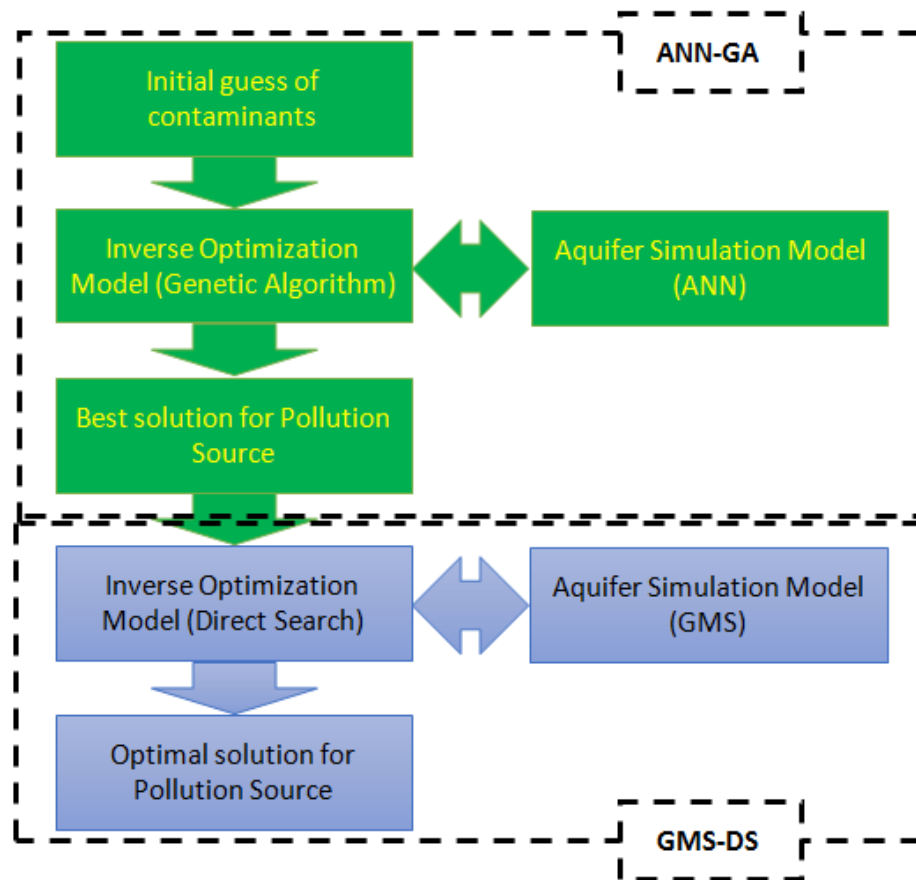 ANN-GA
Initial guess of
contaminants
Inverse Optimization
Model (Genetic Algorithm)
Aquifer Simulation Model
(ANN)
Best solution for Pollution
Source
Inverse Optimization
Model (Direct Search)
Aquifer Simulation Model
(GMS)
Optimal solution for
Pollution Source
GMS-DS